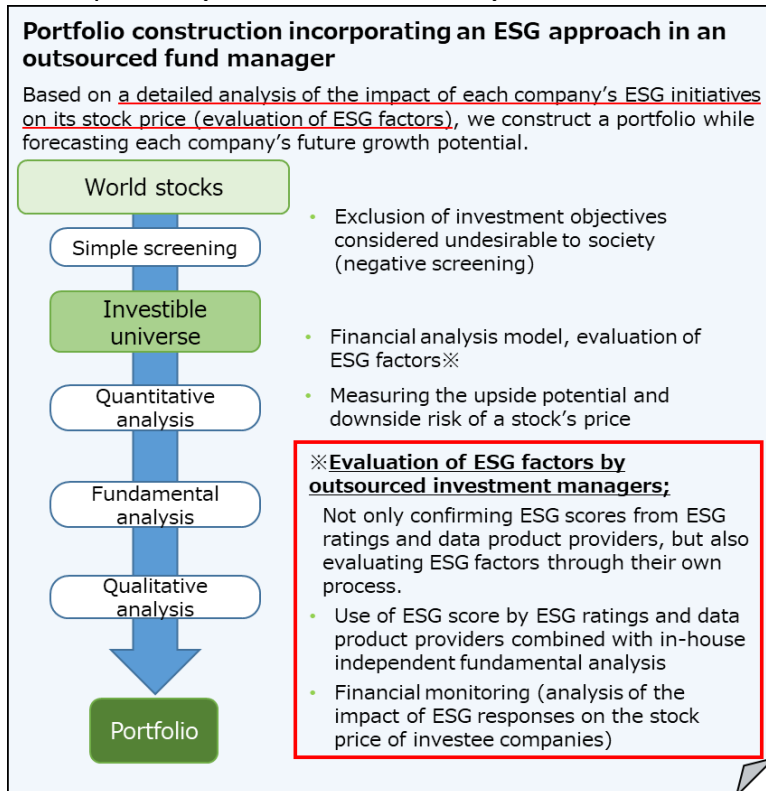 Portfolio construction incorporating an ESG approach in an
outsourced fund manager
Based on a detailed analysis of the impact of each company's ESG initiatives
on its stock price (evaluation of ESG factors), we construct a portfolio while
forecasting each company's future growth potential.
World stocks
Simple screening
• Exclusion of investment objectives
considered undesirable to society
(negative screening)
Investible
universe
• Financial analysis model, evaluation of
ESG factors※
Quantitative
analysis
• Measuring the upside potential and
downside risk of a stock's price
Fundamental
analysis
Qualitative
analysis
Portfolio
※Evaluation of ESG factors by
outsourced investment managers;
Not only confirming ESG scores from ESG
ratings and data product providers, but also
evaluating ESG factors through their own
process.
• Use of ESG score by ESG ratings and data
product providers combined with in-house
independent fundamental analysis
• Financial monitoring (analysis of the
impact of ESG responses on the stock
price of investee companies)